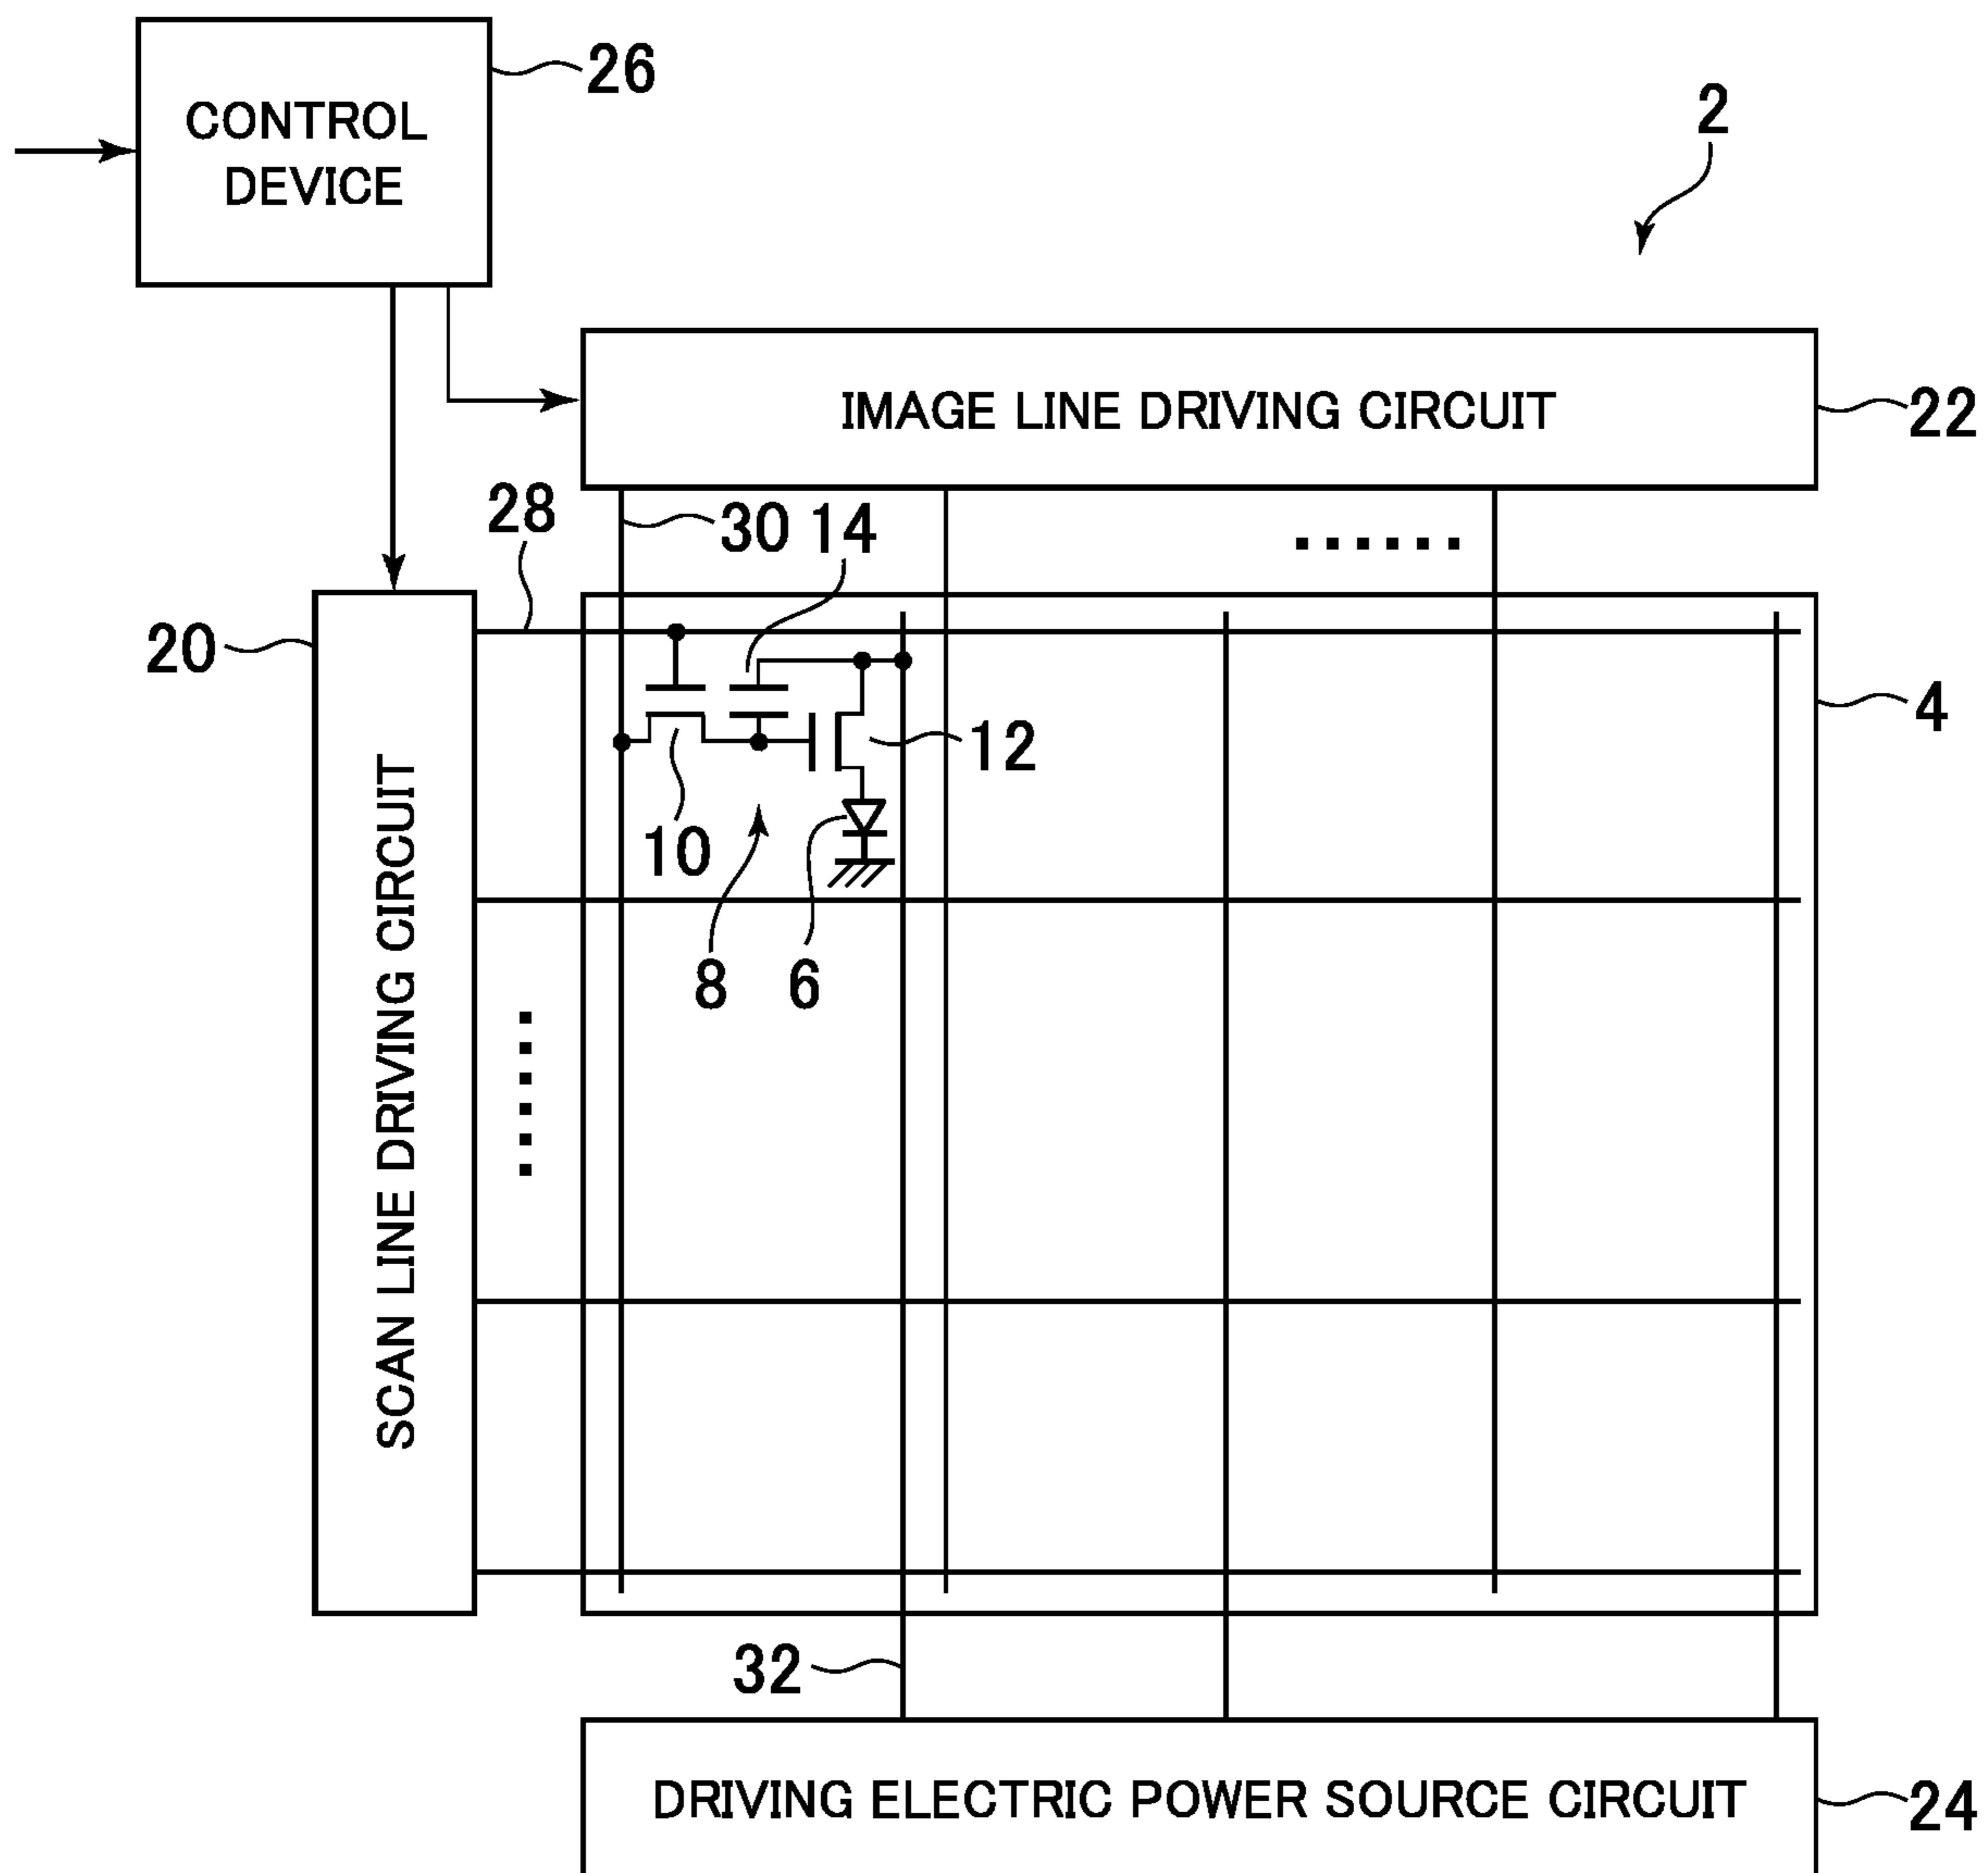 26
CONTROL
DEVICE
2
IMAGE LINE DRIVING CIRCUIT
22
28
30
14
20
4
12
10
8
6
SCAN LINE DRIVING CIRCUIT
32
DRIVING ELECTRIC POWER SOURCE CIRCUIT
24